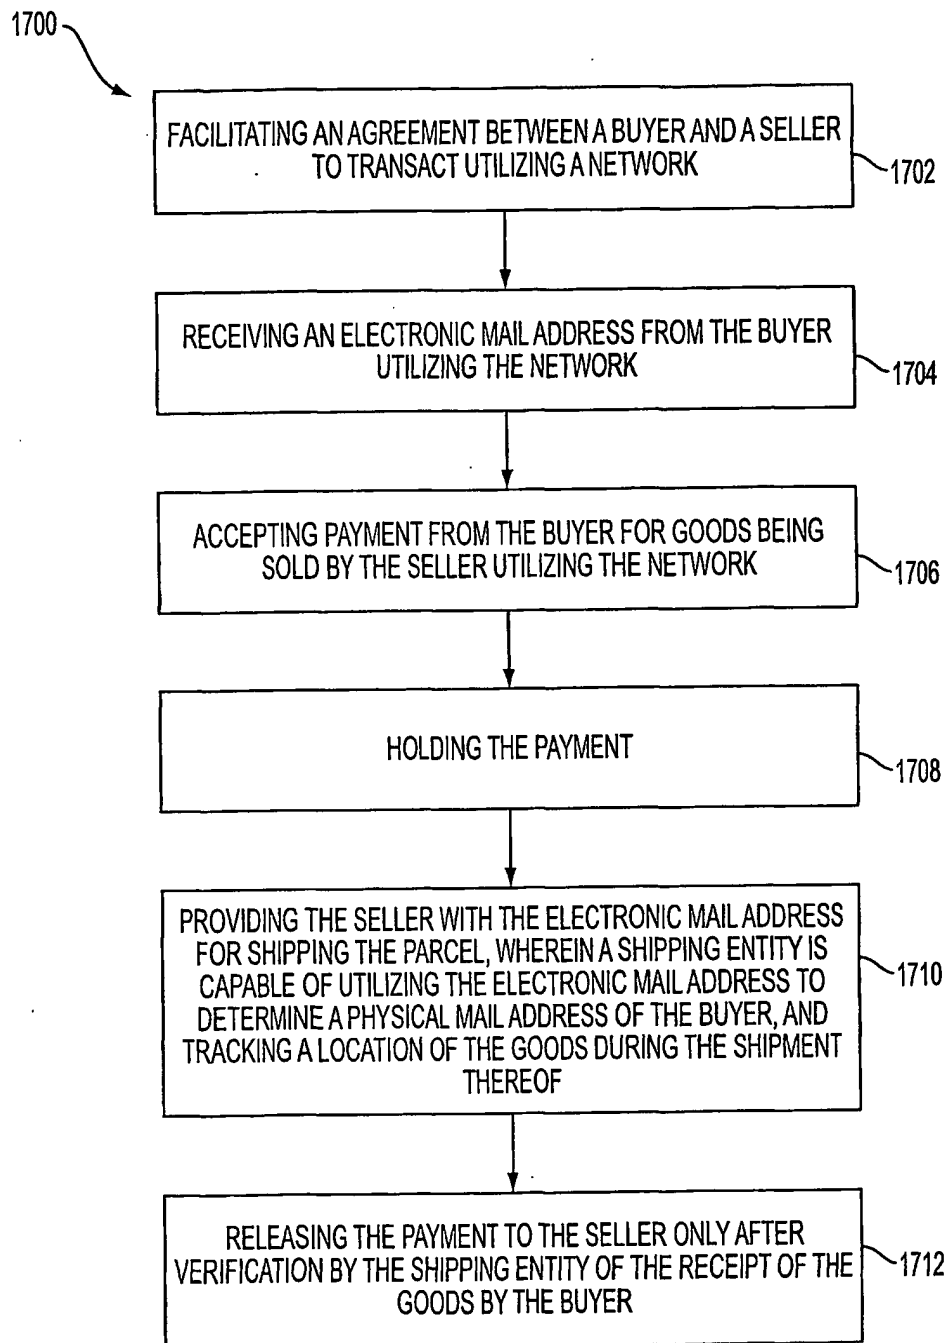 1700
FACILITATING AN AGREEMENT BETWEEN A BUYER AND A SELLER
TO TRANSACT UTILIZING A NETWORK
1702
RECEIVING AN ELECTRONIC MAIL ADDRESS FROM THE BUYER
UTILIZING THE NETWORK
1704
ACCEPTING PAYMENT FROM THE BUYER FOR GOODS BEING
SOLD BY THE SELLER UTILIZING THE NETWORK
1706
HOLDING THE PAYMENT
1708
PROVIDING THE SELLER WITH THE ELECTRONIC MAIL ADDRESS
FOR SHIPPING THE PARCEL, WHEREIN A SHIPPING ENTITY IS
CAPABLE OF UTILIZING THE ELECTRONIC MAIL ADDRESS TO
DETERMINE A PHYSICAL MAIL ADDRESS OF THE BUYER, AND
TRACKING A LOCATION OF THE GOODS DURING THE SHIPMENT
THEREOF
1710
RELEASING THE PAYMENT TO THE SELLER ONLY AFTER
VERIFICATION BY THE SHIPPING ENTITY OF THE RECEIPT OF THE
GOODS BY THE BUYER
1712